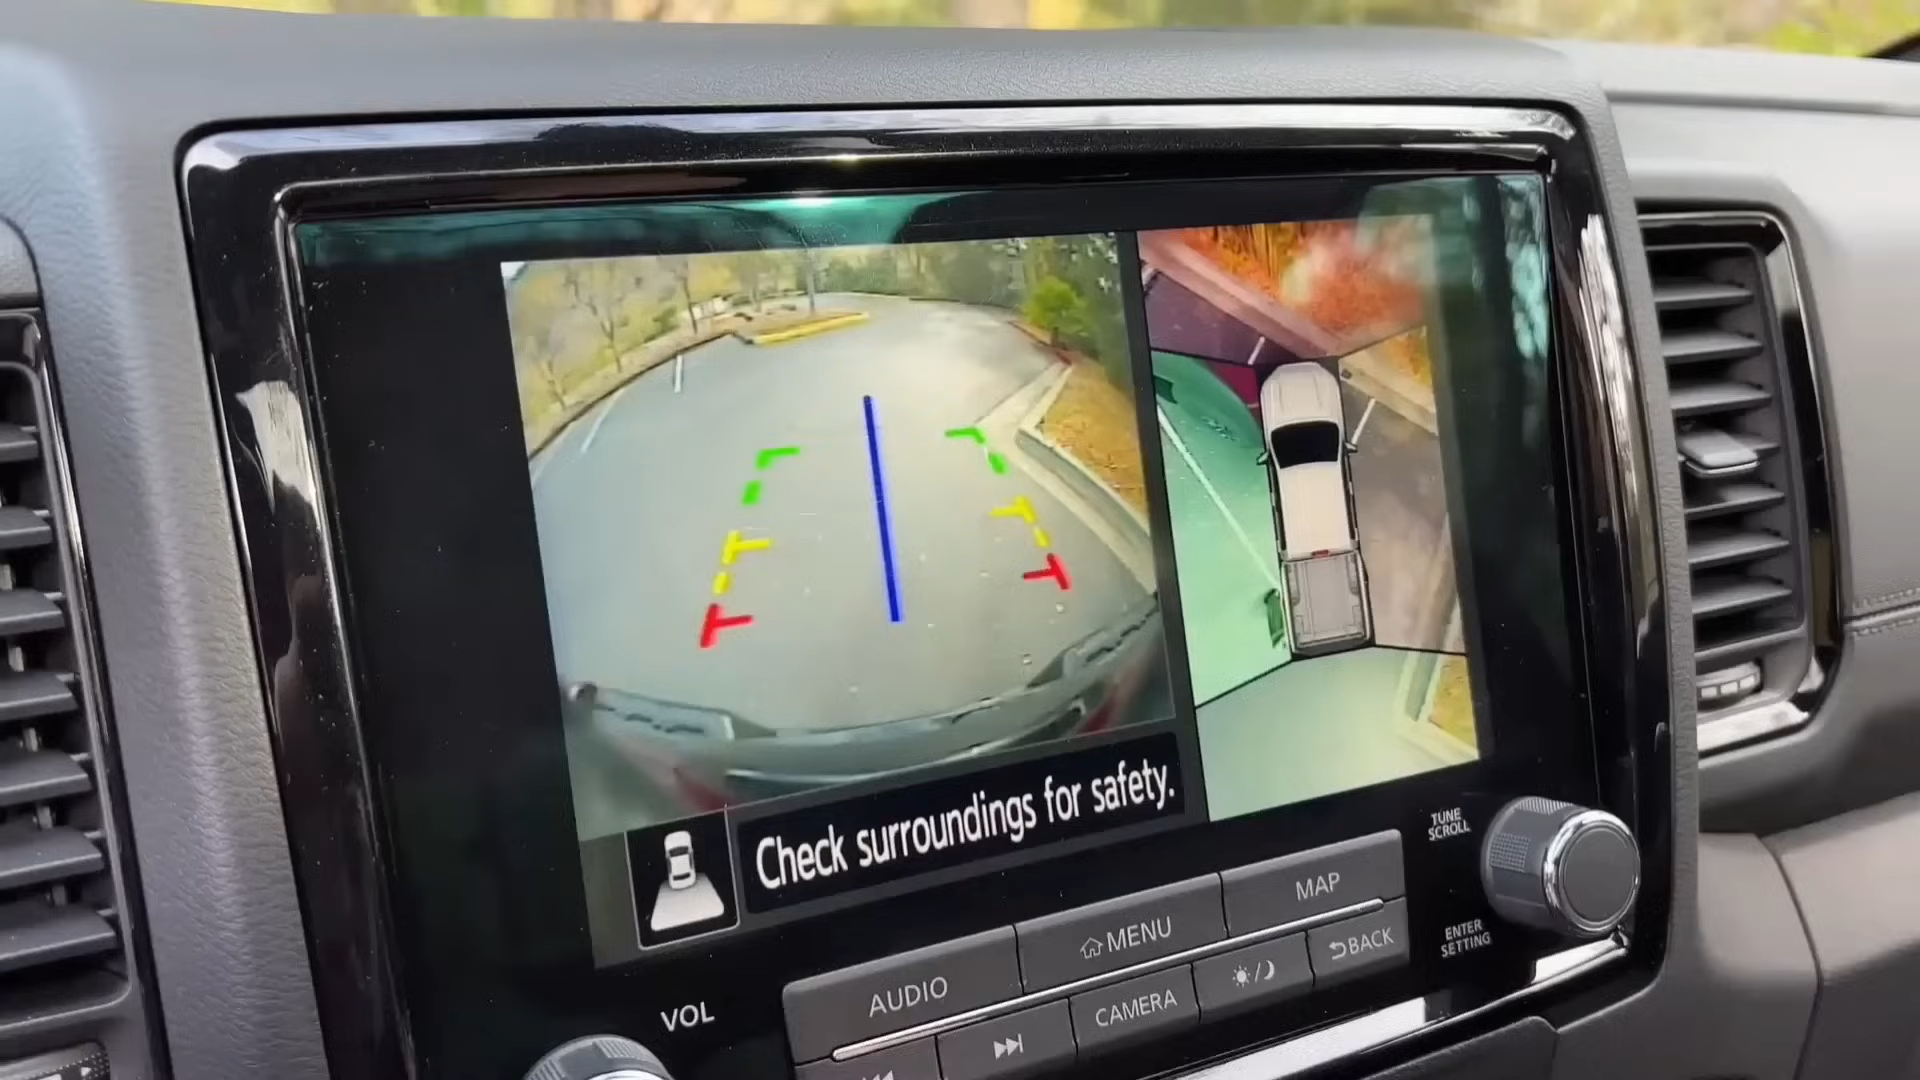 Check surroundings for safety.
TUNE
SCROLL
MAP
MENU
ENTER
SETTING
BACK
AUDIO
CAMERA
VOL